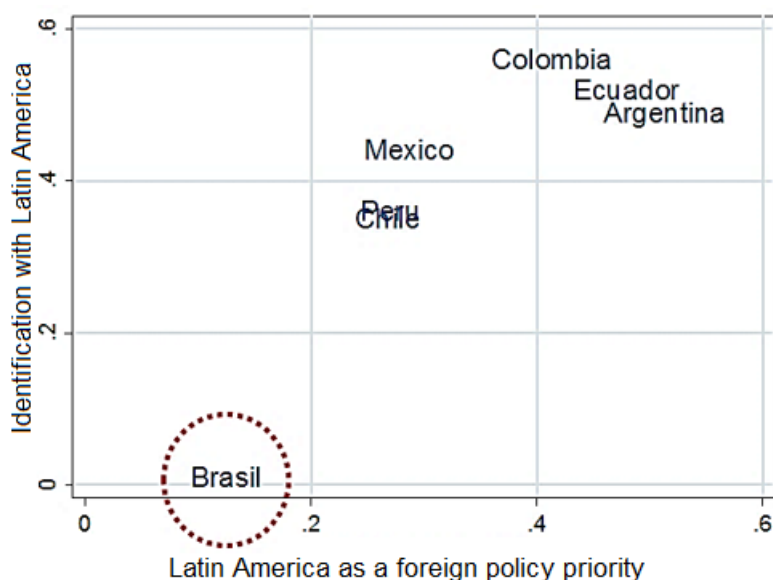 Identification with Latin America
.6
.4
.2
0
Colombia
Ecuador
Argentina
Mexico
Peru
Chile
Brasil
0
.2
.4
.6
Latin America as a foreign policy priority